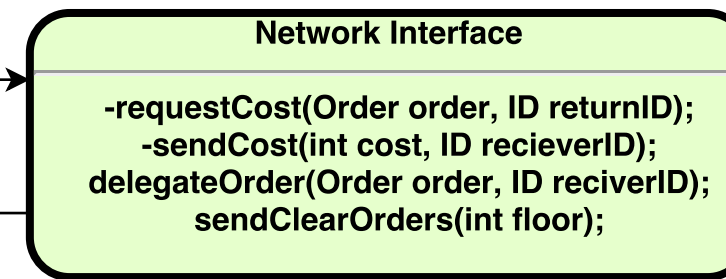 Network Interface
-requestCost(Order order, ID returnID);
-sendCost(int cost, ID recieverID);
delegateOrder(Order order, ID reciverID);
sendClearOrders(int floor);